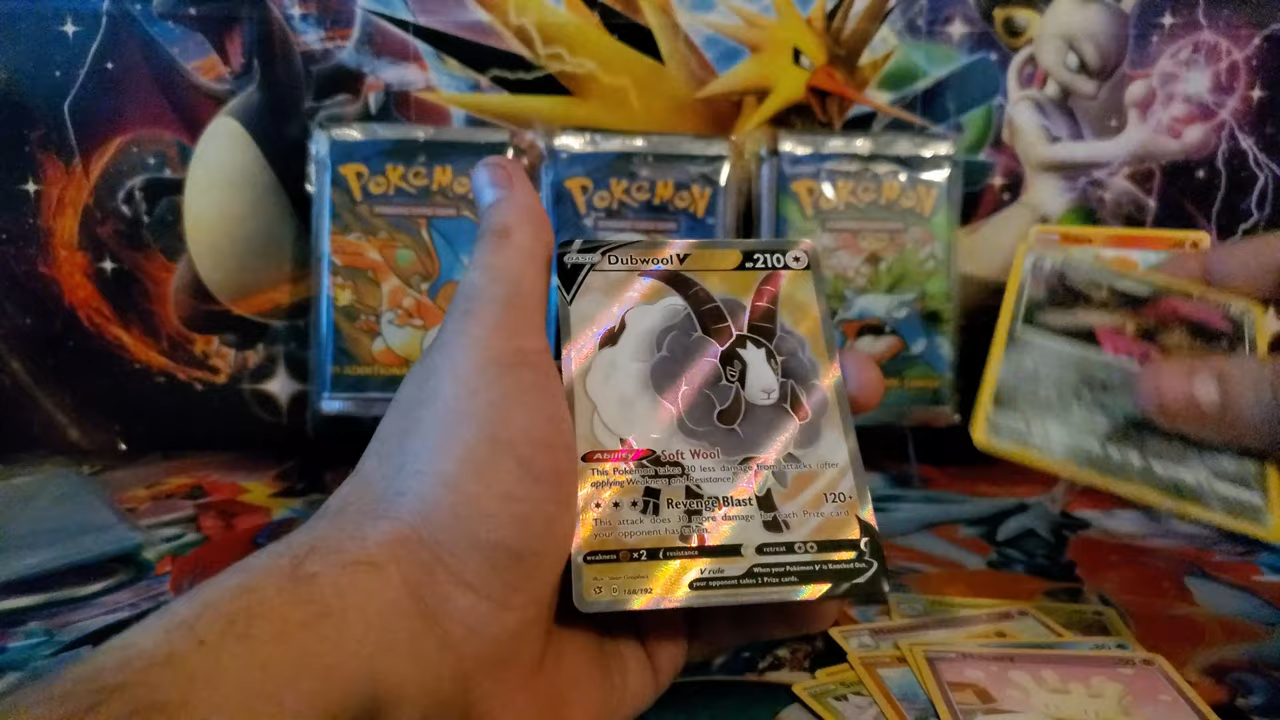 POKéMON
POKéMON
POKéMON
BASIC Dubwool V 210
Ability Soft Wool
This Pokémon takes 30 less damage from attacks (after
applying Weakness and Resistance).
Revenge Blast 120+
This attack does 30 more damage for each Prize card
your opponent has taken.
weakness ×2 resistance retreat
V rule When your Pokémon V is Knocked Out,
your opponent takes 2 Prize cards.
D 188/192